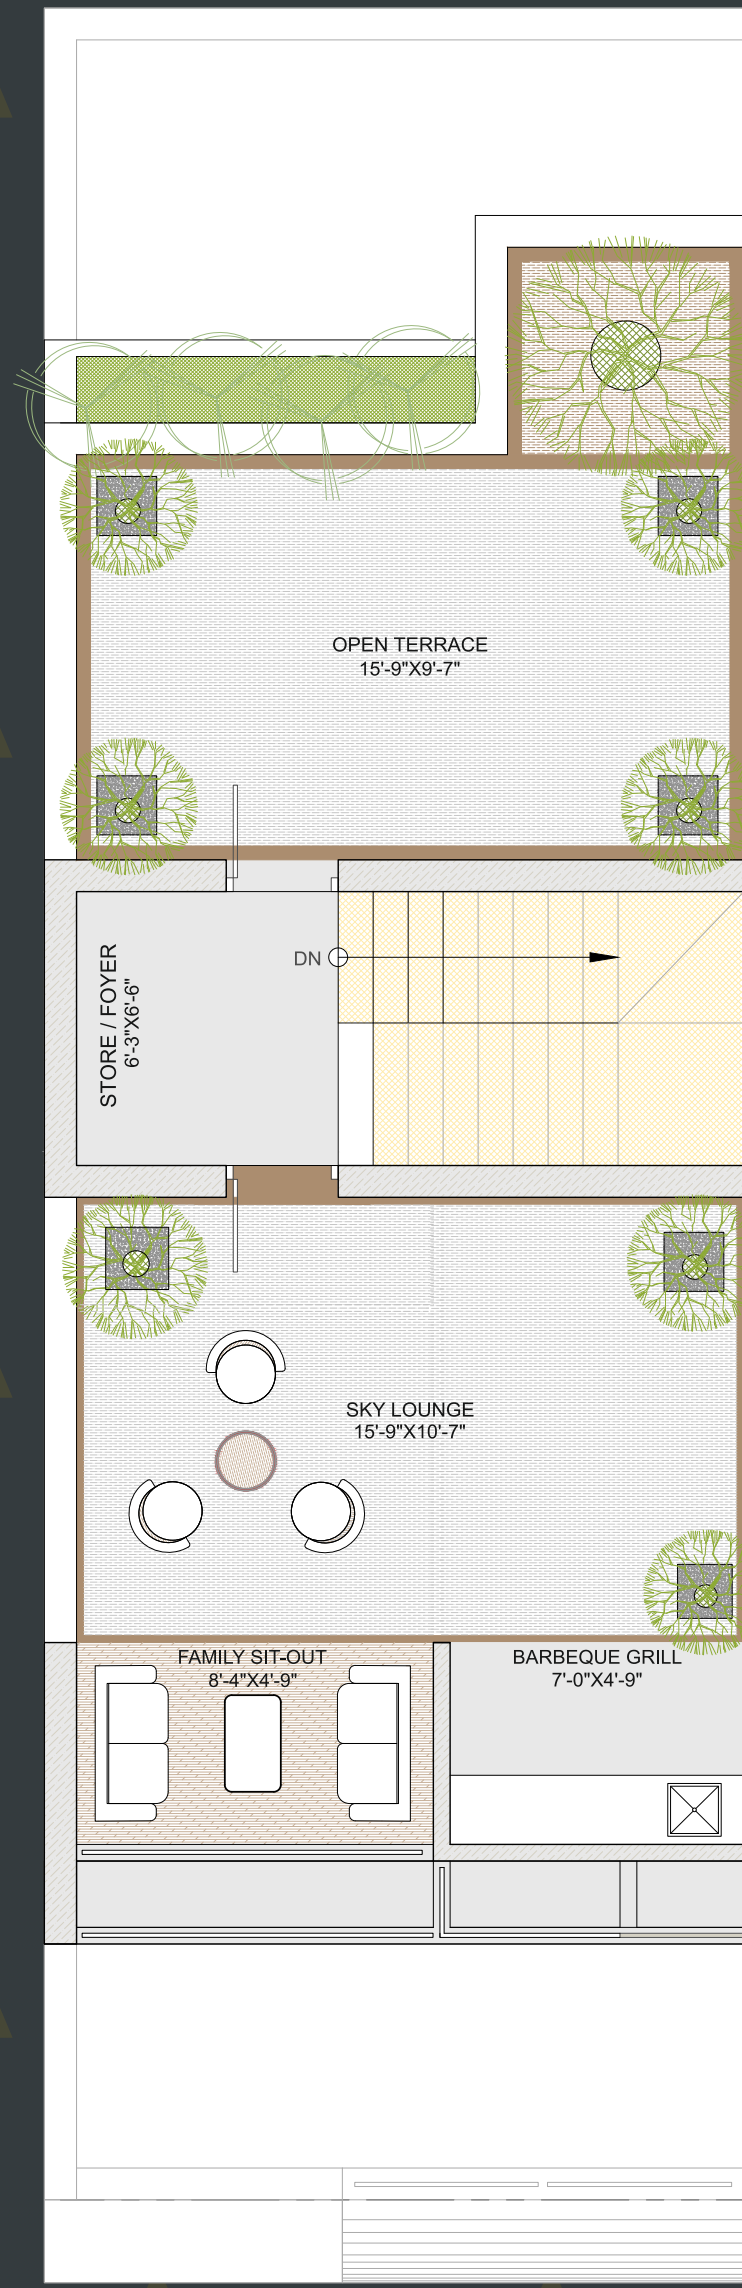 OPEN TERRACE
15'-9"X9'-7"
DN
STORE / FOYER
6'-3"X6'-6"
SKY LOUNGE
15'-9"X10'-7"
FAMILY SIT-OUT
8'-4"X4'-9"
BARBEQUE GRILL
7'-0"X4'-9"